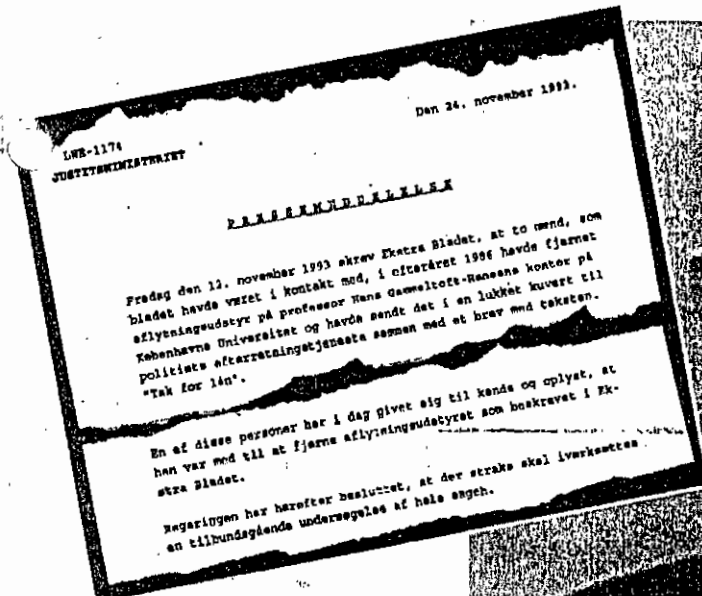 Den 24. november 1993.
LWE-1174
JUSTITSMINISTERIET
PRESSEMEDDELELSE
Fredag den 12. november 1993 skrev Ekstra Bladet, at to mænd, som
bladet havde været i kontakt med, i efteråret 1986 havde fjernet
aflytningsudstyr på professor Hans Gammeltoft-Hansens kontor på
Københavns Universitet og havde sendt det i en lukket kuvert til
politiets efterretningstjeneste sammen med et brev med teksten.
"Tak for lån".
En af disse personer har i dag givet sig til kende og oplyst, at
han var med til at fjerne aflytningsudstyret som beskrevet i Ek-
stra Bladet.
Regeringen har herefter besluttet, at der straks skal iværksættes
en tilbundsgående undersøgelse af hele sagen.